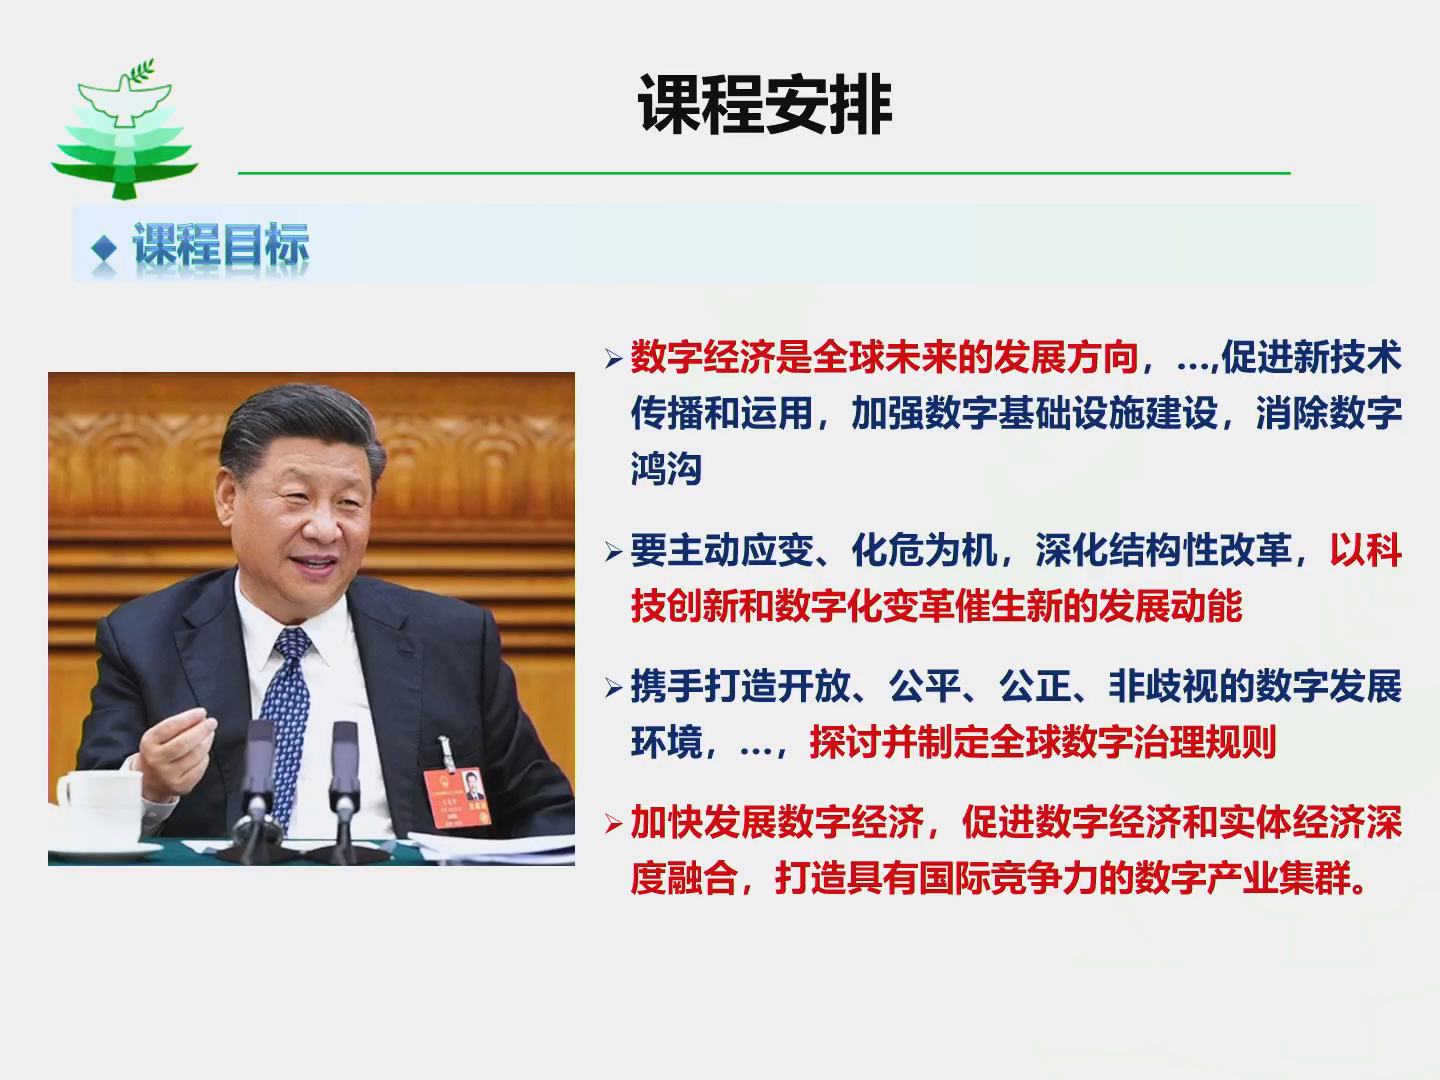 课程安排
◆ 课程目标
➢ 数字经济是全球未来的发展方向，…,促进新技术
传播和运用，加强数字基础设施建设，消除数字
鸿沟
➢ 要主动应变、化危为机，深化结构性改革，以科
技创新和数字化变革催生新的发展动能
➢ 携手打造开放、公平、公正、非歧视的数字发展
环境，…，探讨并制定全球数字治理规则
➢ 加快发展数字经济，促进数字经济和实体经济深
度融合，打造具有国际竞争力的数字产业集群。